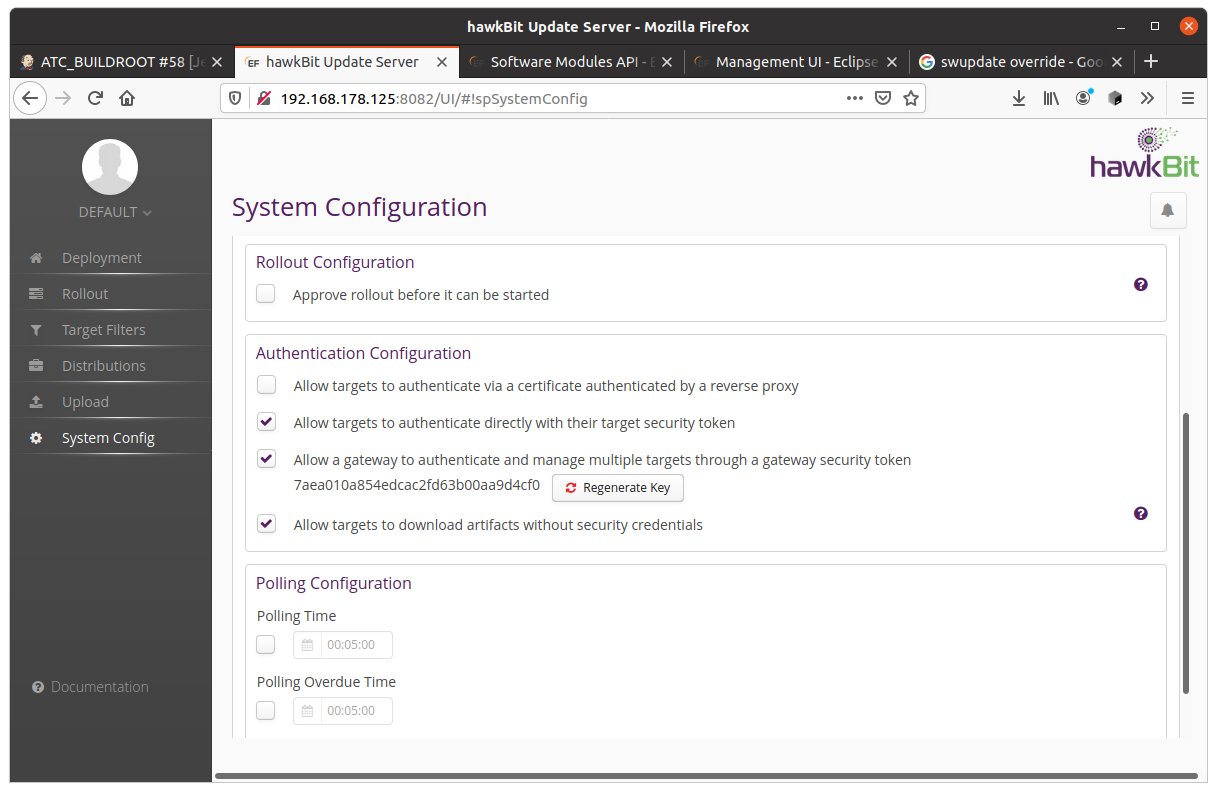 hawkBit Update Server - Mozilla Firefox
ATC_BUILDROOT #58 [Je
EF hawkBit Update Server
Software Modules API - E
Management UI - Eclipse
G swupdate override - Goo
192.168.178.125:8082/UI/#!spSystemConfig
hawkBit
DEFAULT
System Configuration
Deployment
Rollout
Target Filters
Distributions
Upload
System Config
Documentation
Rollout Configuration
Approve rollout before it can be started
Authentication Configuration
Allow targets to authenticate via a certificate authenticated by a reverse proxy
Allow targets to authenticate directly with their target security token
Allow a gateway to authenticate and manage multiple targets through a gateway security token
7aea010a854edcac2fd63b00aa9d4cf0 Regenerate Key
Allow targets to download artifacts without security credentials
Polling Configuration
Polling Time
00:05:00
Polling Overdue Time
00:05:00